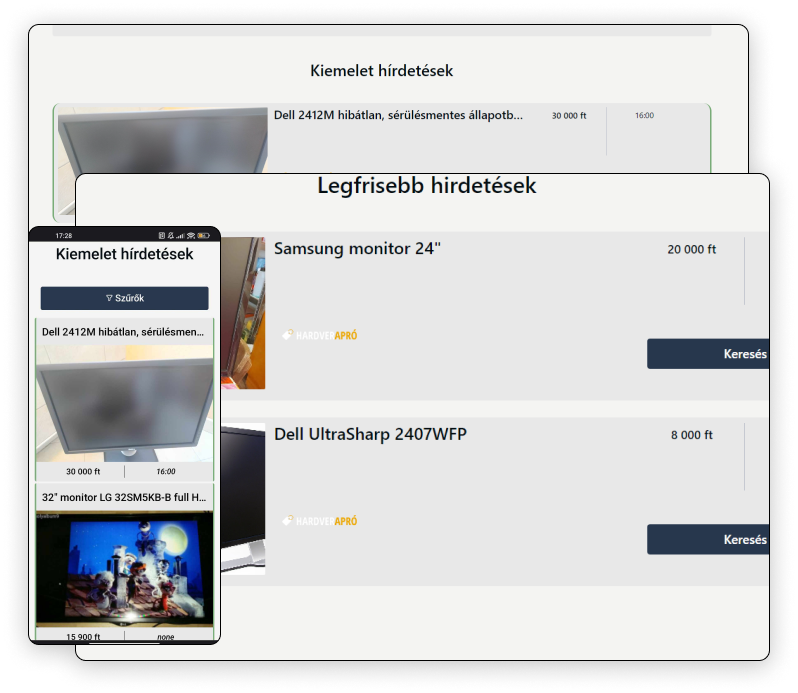 Kiemelet hírdetések
Dell 2412M hibátlan, sérülésmentes állapotb...
30 000 ft
16:00
Legfrisebb hirdetések
Samsung monitor 24"
20 000 ft
HARDVERAPRÓ
Keresés
Dell UltraSharp 2407WFP
8 000 ft
HARDVERAPRÓ
Keresés
17:28
Kiemelet hírdetések
Szűrők
Dell 2412M hibátlan, sérülésmen...
30 000 ft
16:00
32" monitor LG 32SM5KB-B full H...
15 900 ft
none